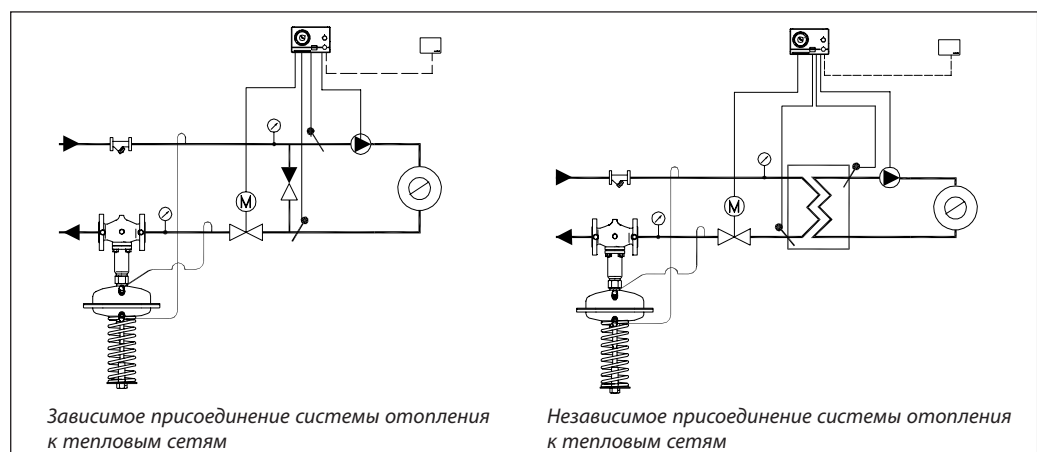 M
M
Зависимое присоединение системы отопления
к тепловым сетям
Независимое присоединение системы отопления
к тепловым сетям